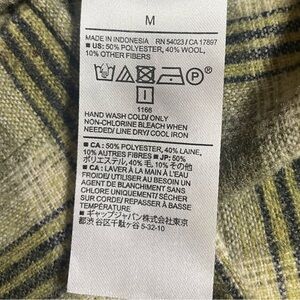 M
MADE IN INDONESIA RN 54023 / CA 17897
■ US: 50% POLYESTER, 40% WOOL,
10% OTHER FIBERS
P
I
1166
HAND WASH COLD/ ONLY
NON-CHLORINE BLEACH WHEN
NEEDED/ LINE DRY/ COOL IRON
■ CA : 50% POLYESTER, 40% LAINE,
10% AUTRES FIBRES ■ JP: 50%
ポリエステル, 40% 毛, 10% その他
■ CA: LAVER À LA MAIN À L'EAU
FROIDE/ UTILISER AU BESOIN UN
AGENT DE BLANCHIMENT SANS
CHLORE UNIQUEMENT/ SÉCHER
SUR CORDE/ REPASSER À BASSE
TEMPÉRATURE
■ ギャップジャパン株式会社東京
都渋谷区千駄ヶ谷 5-32-10